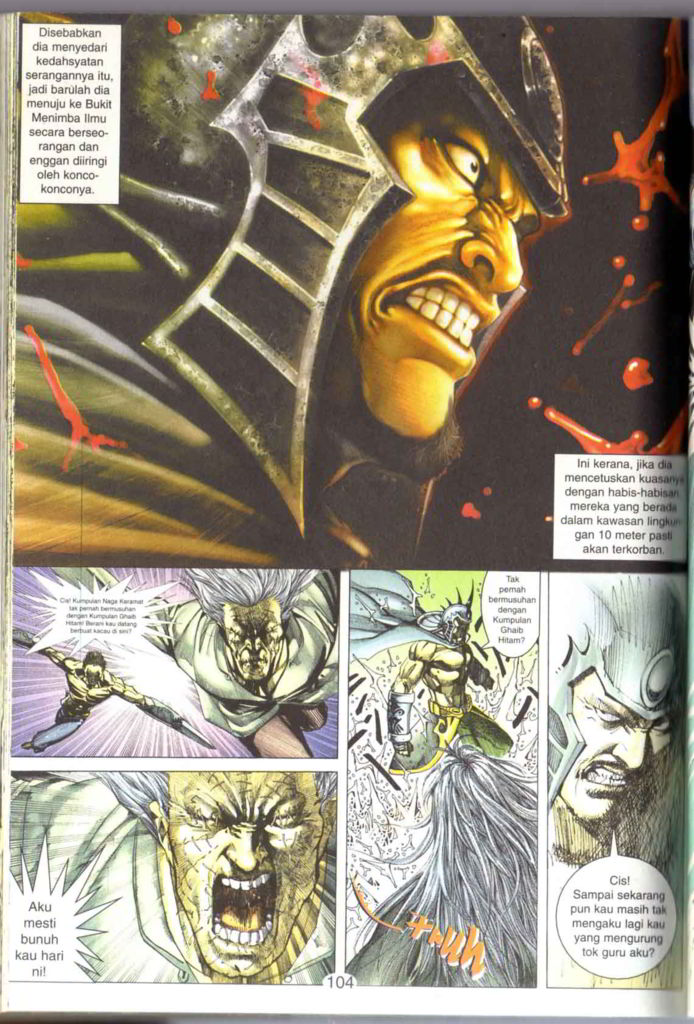 Disebabkan
dia menyedari
kedahsyatan
serangannya itu,
jadi barulah dia
menuju ke Bukit
Menimba Ilmu
secara berseo-
rangan dan
enggan diiringi
oleh konco-
konconya.
Ini kerana, jika dia
mencetuskan kuasanya
dengan habis-habisan
mereka yang berada
dalam kawasan lingku
gan 10 meter pasti
akan terkorban.
Cis! Kumpulan Naga Keramat
tak pernah bermusuhan
dengan Kumpulan Ghaib
Hitam! Berani kau datang
berbuat kacau di sini?
Aku
mesti
bunuh
kau hari
ni!
Tak
pernah
bermusuhan
dengan
Kumpulan
Ghaib
Hitam?
Cis!
Sampai sekarang
pun kau masih tak
mengaku lagi kau
yang mengurung
tok guru aku?
104